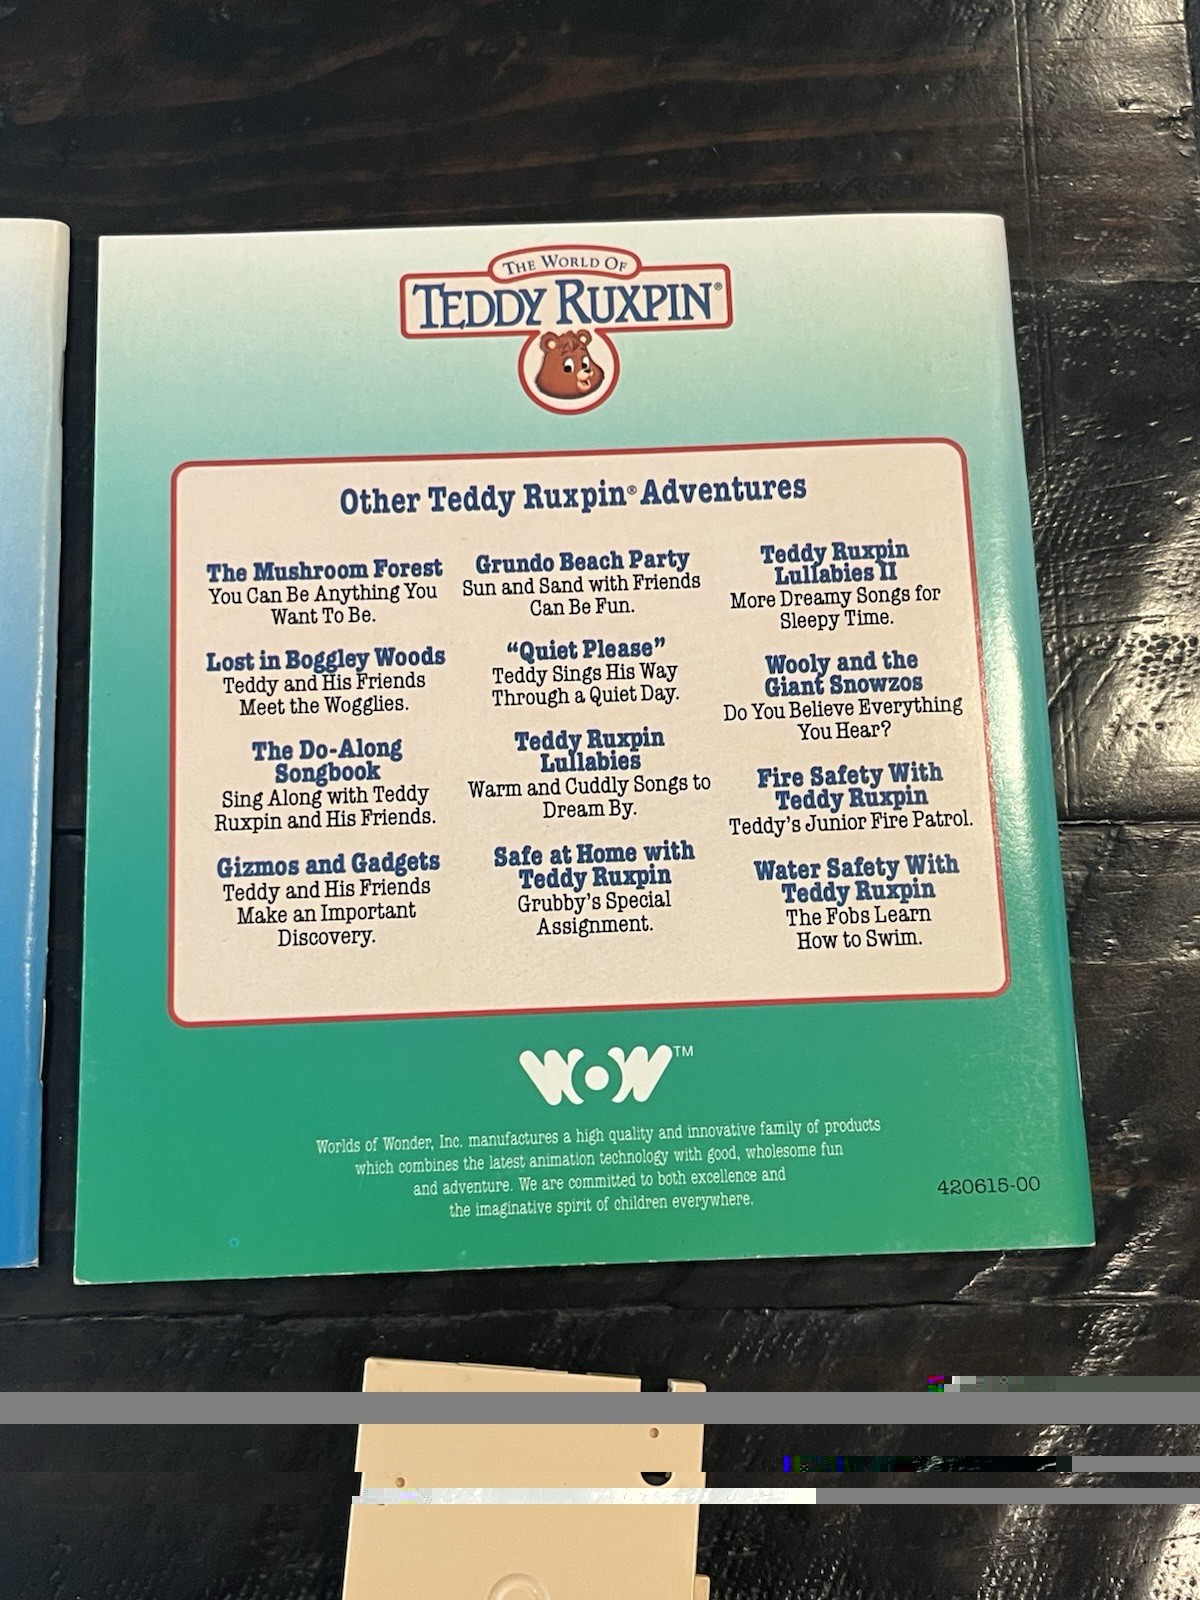 THE WORLD OF
TEDDY RUXPIN®
Other Teddy Ruxpin® Adventures
The Mushroom Forest
You Can Be Anything You
Want To Be.
Lost in Boggley Woods
Teddy and His Friends
Meet the Wogglies.
The Do-Along
Songbook
Sing Along with Teddy
Ruxpin and His Friends.
Gizmos and Gadgets
Teddy and His Friends
Make an Important
Discovery.
Grundo Beach Party
Sun and Sand with Friends
Can Be Fun.
“Quiet Please”
Teddy Sings His Way
Through a Quiet Day.
Teddy Ruxpin
Lullabies
Warm and Cuddly Songs to
Dream By.
Safe at Home with
Teddy Ruxpin
Grubby’s Special
Assignment.
Teddy Ruxpin
Lullabies II
More Dreamy Songs for
Sleepy Time.
Wooly and the
Giant Snowzos
Do You Believe Everything
You Hear?
Fire Safety With
Teddy Ruxpin
Teddy’s Junior Fire Patrol.
Water Safety With
Teddy Ruxpin
The Fobs Learn
How to Swim.
WOW™
Worlds of Wonder, Inc. manufactures a high quality and innovative family of products
which combines the latest animation technology with good, wholesome fun
and adventure. We are committed to both excellence and
the imaginative spirit of children everywhere.
420615-00